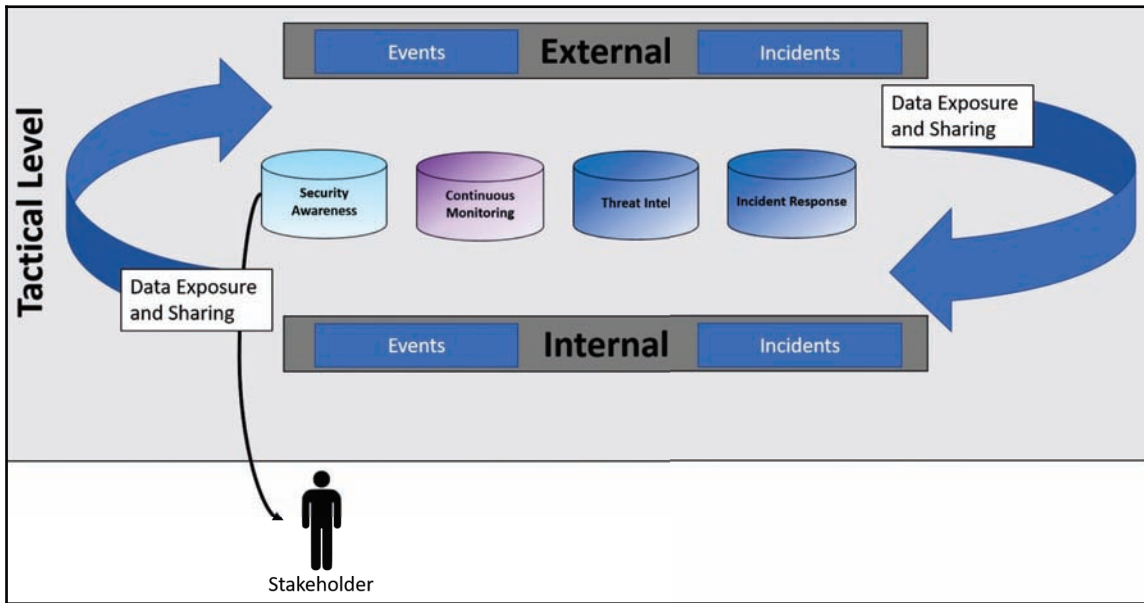 Events External Incidents
Tactical Level
Data Exposure
and Sharing
Security
Awareness
Continuous
Monitoring
Threat Intel
Incident Response
Data Exposure
and Sharing
Events Internal Incidents
Stakeholder